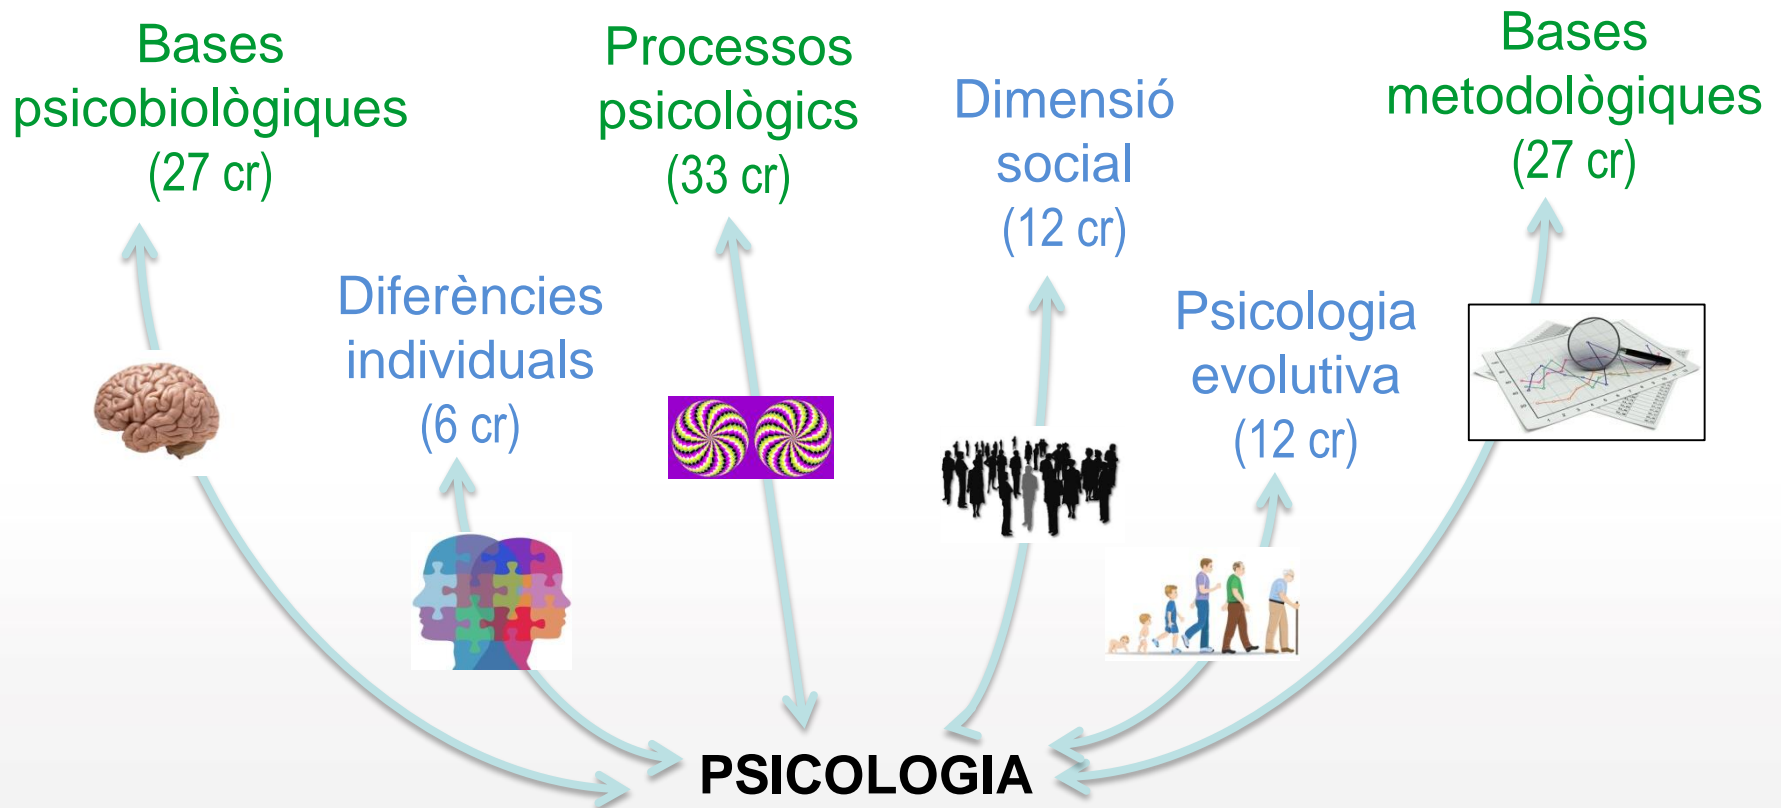 Bases
psicobiològiques
(27 cr)
Diferències
individuals
(6 cr)
Processos
psicològics
(33 cr)
Dimensió
social
(12 cr)
Psicologia
evolutiva
(12 cr)
Bases
metodològiques
(27 cr)
PSICOLOGIA